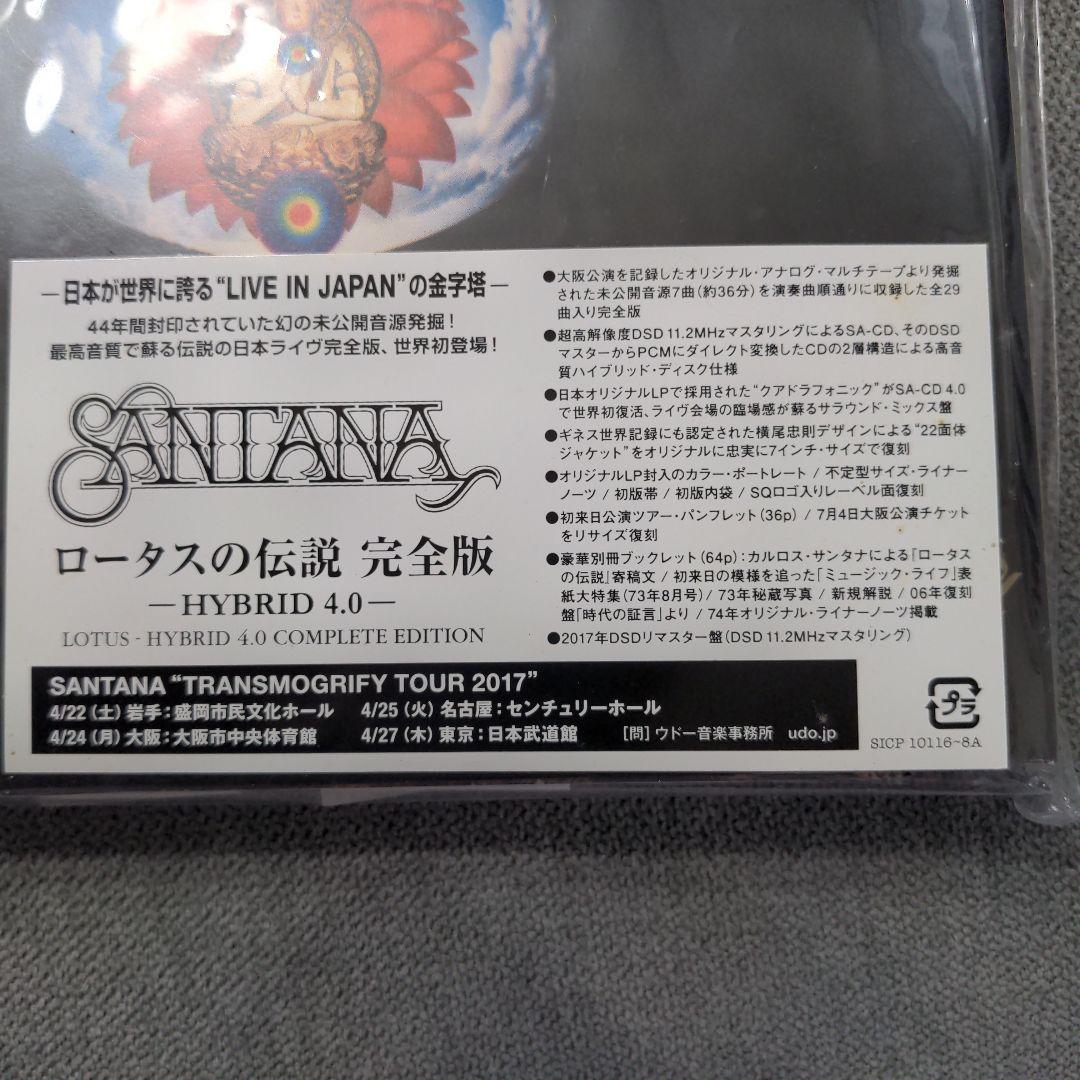 ―日本が世界に誇る“LIVE IN JAPAN”の金字塔―
44年間封印されていた幻の未公開音源発掘!
最高音質で蘇る伝説の日本ライヴ完全版、世界初登場!
SANTANA
ロータスの伝説 完全版
―HYBRID 4.0―
LOTUS - HYBRID 4.0 COMPLETE EDITION
●大阪公演を記録したオリジナル・アナログ・マルチテープより発掘
された未公開音源7曲(約36分)を演奏曲順通りに収録した全29
曲入り完全版
●超高解像度DSD 11.2MHzマスタリングによるSA-CD、そのDSD
マスターからPCMにダイレクト変換したCDの2層構造による高音
質ハイブリッド・ディスク仕様
●日本オリジナルLPで採用された“クアドラフォニック”がSA-CD 4.0
で世界初復活、ライヴ会場の臨場感が蘇るサラウンド・ミックス盤
●ギネス世界記録にも認定された横尾忠則デザインによる“22面体
ジャケット”をオリジナルに忠実に7インチ・サイズで復刻
●オリジナルLP封入のカラー・ポートレート / 不定型サイズ・ライナー
ノーツ / 初版帯 / 初版内袋 / SQロゴ入りレーベル面復刻
●初来日公演ツアー・パンフレット(36p) / 7月4日大阪公演チケット
をリサイズ復刻
●豪華別冊ブックレット(64p):カルロス・サンタナによる「ロータス
の伝説」寄稿文 / 初来日の模様を追った「ミュージック・ライフ」表
紙大特集(73年8月号) / 73年秘蔵写真 / 新規解説 / 06年復刻
盤「時代の証言」より / 74年オリジナル・ライナーノーツ掲載
●2017年DSDリマスター盤(DSD 11.2MHzマスタリング)
SANTANA “TRANSMOGRIFY TOUR 2017”
4/22(土)岩手:盛岡市民文化ホール 4/25(火)名古屋:センチュリーホール
4/24(月)大阪:大阪市中央体育館 4/27(木)東京:日本武道館 [問]ウドー音楽事務所 udo.jp
プラ
SICP 10116~8A